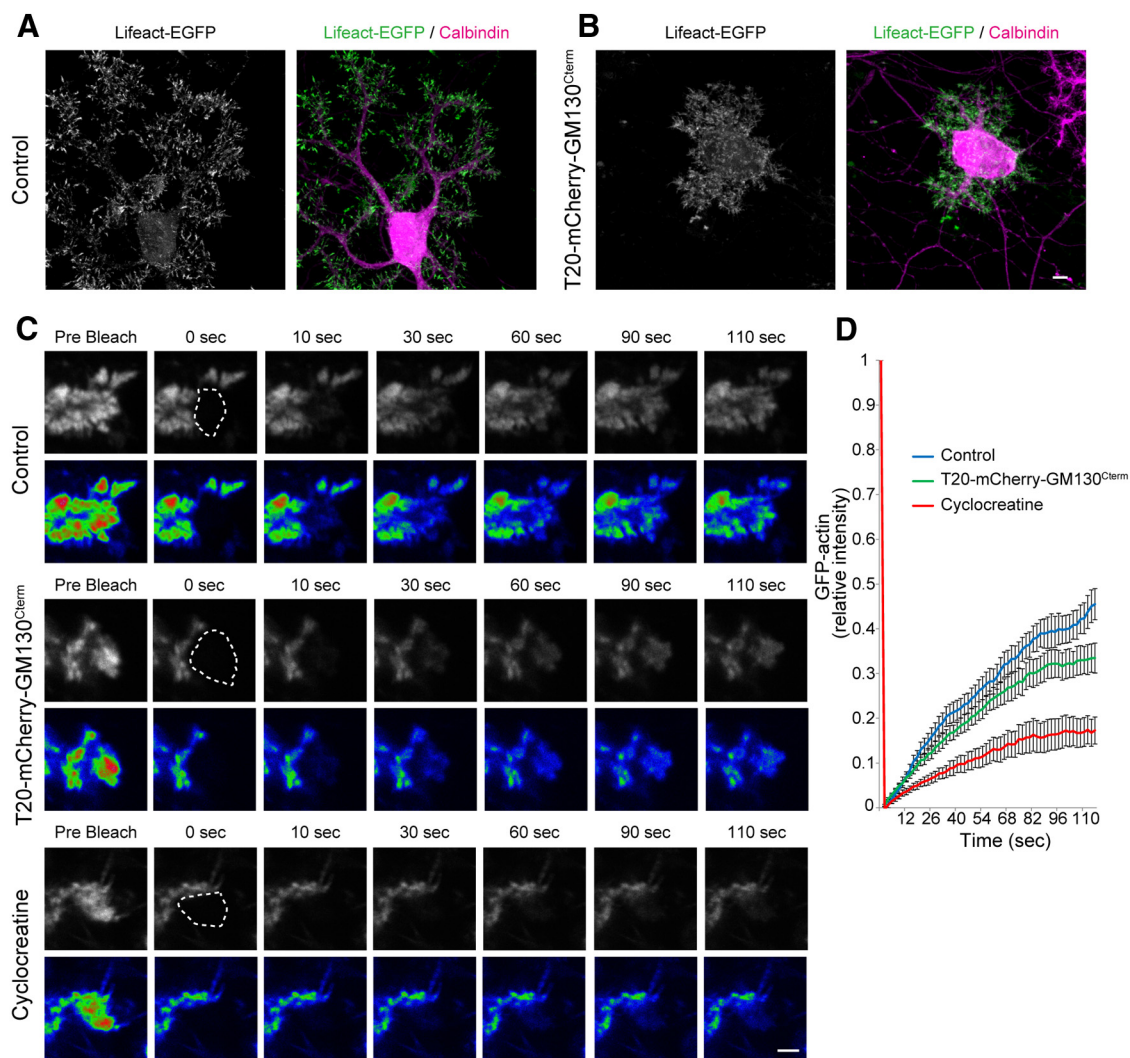 A
Lifeact-EGFP
Lifeact-EGFP / Calbindin
Control
B
Lifeact-EGFP
Lifeact-EGFP / Calbindin
T20-mCherry-GM130Cterm
C
Pre Bleach 0 sec 10 sec 30 sec 60 sec 90 sec 110 sec
Control
Pre Bleach 0 sec 10 sec 30 sec 60 sec 90 sec 110 sec
T20-mCherry-GM130Cterm
Pre Bleach 0 sec 10 sec 30 sec 60 sec 90 sec 110 sec
Cyclocreatine
D
1
0.9
0.8
0.7
0.6
0.5
0.4
0.3
0.2
0.1
0
GFP-actin
(relative intensity)
Control
T20-mCherry-GM130Cterm
Cyclocreatine
12 26 40 54 68 82 96 110
Time (sec)